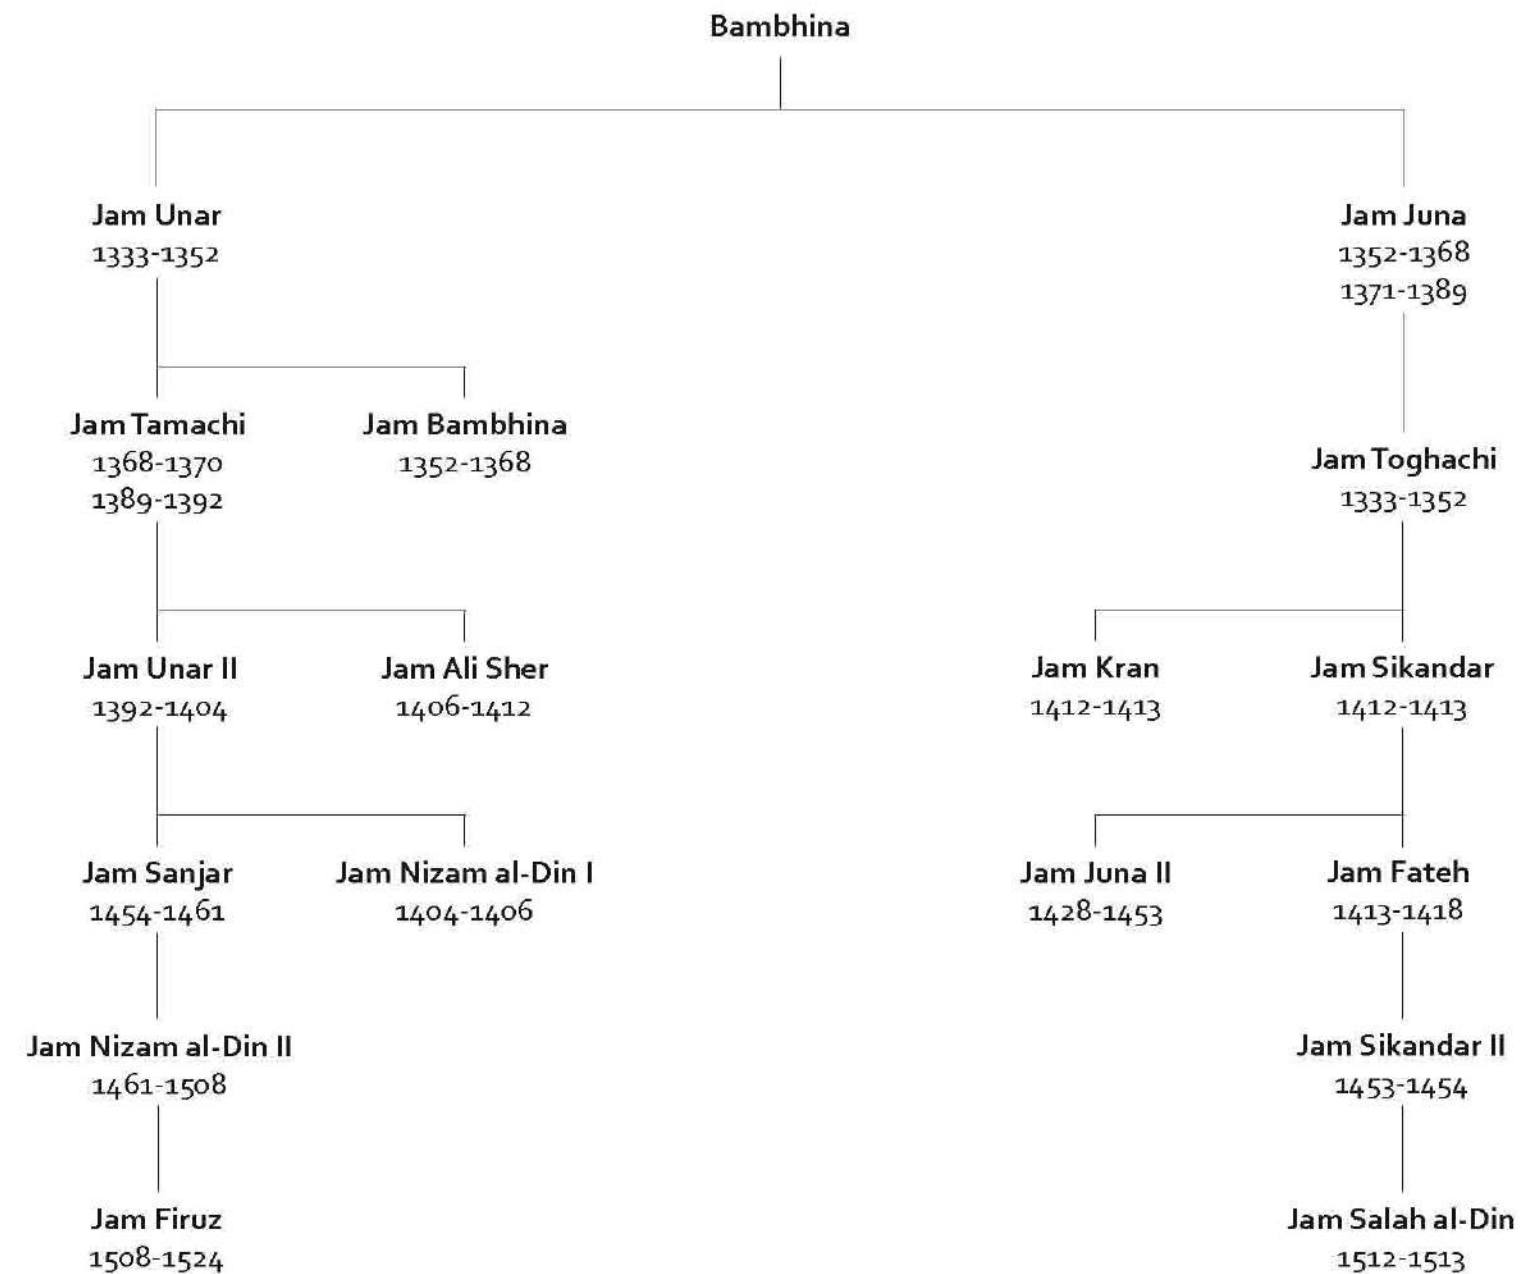 Bambhina
Jam Unar
1333-1352
Jam Juna
1352-1368
1371-1389
Jam Tamachi
1368-1370
1389-1392
Jam Bambhina
1352-1368
Jam Toghachi
1333-1352
Jam Unar II
1392-1404
Jam Ali Sher
1406-1412
Jam Kran
1412-1413
Jam Sikandar
1412-1413
Jam Sanjar
1454-1461
Jam Nizam al-Din I
1404-1406
Jam Juna II
1428-1453
Jam Fateh
1413-1418
Jam Nizam al-Din II
1461-1508
Jam Sikandar II
1453-1454
Jam Firuz
1508-1524
Jam Salah al-Din
1512-1513